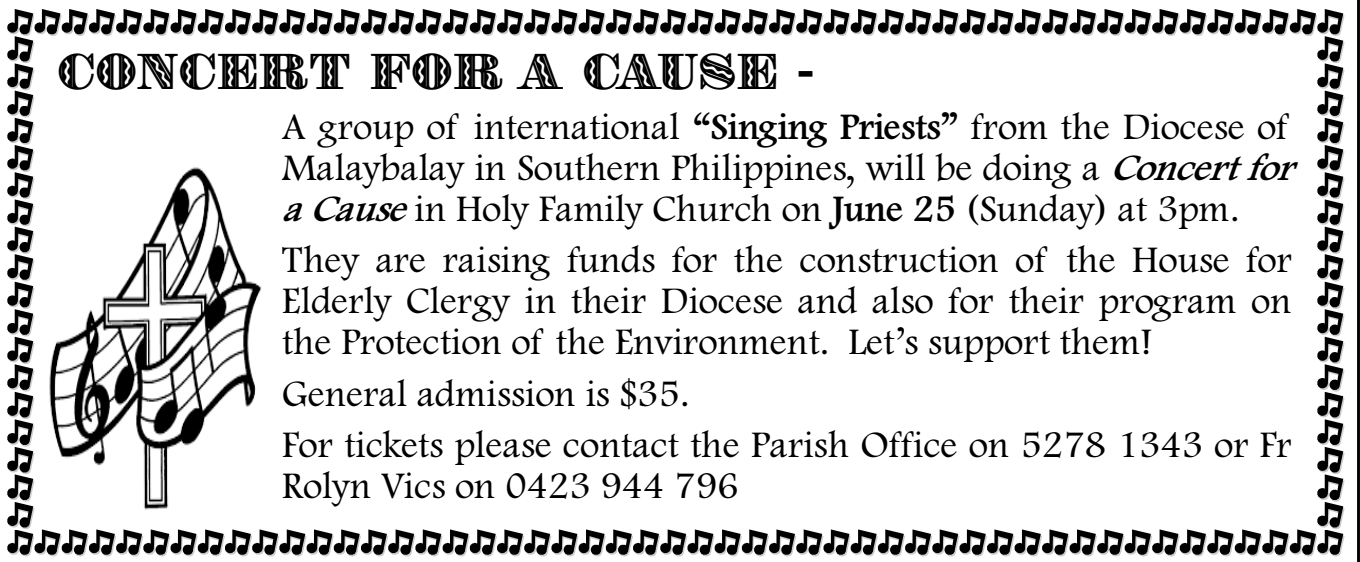 CONCERT FOR A CAUSE -
A group of international “Singing Priests” from the Diocese of
Malaybalay in Southern Philippines, will be doing a Concert for
a Cause in Holy Family Church on June 25 (Sunday) at 3pm.
They are raising funds for the construction of the House for
Elderly Clergy in their Diocese and also for their program on
the Protection of the Environment.  Let’s support them!
General admission is $35.
For tickets please contact the Parish Office on 5278 1343 or Fr
Rolyn Vics on 0423 944 796